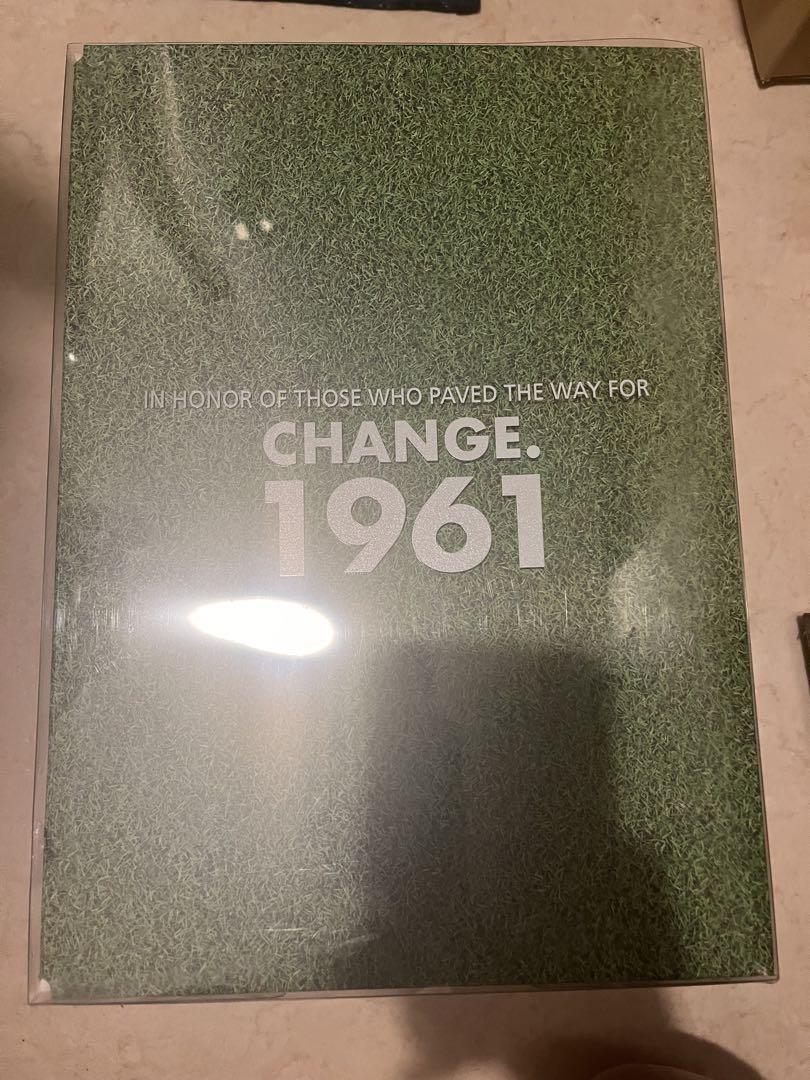 IN HONOR OF THOSE WHO PAVED THE WAY FOR
CHANGE.
1961